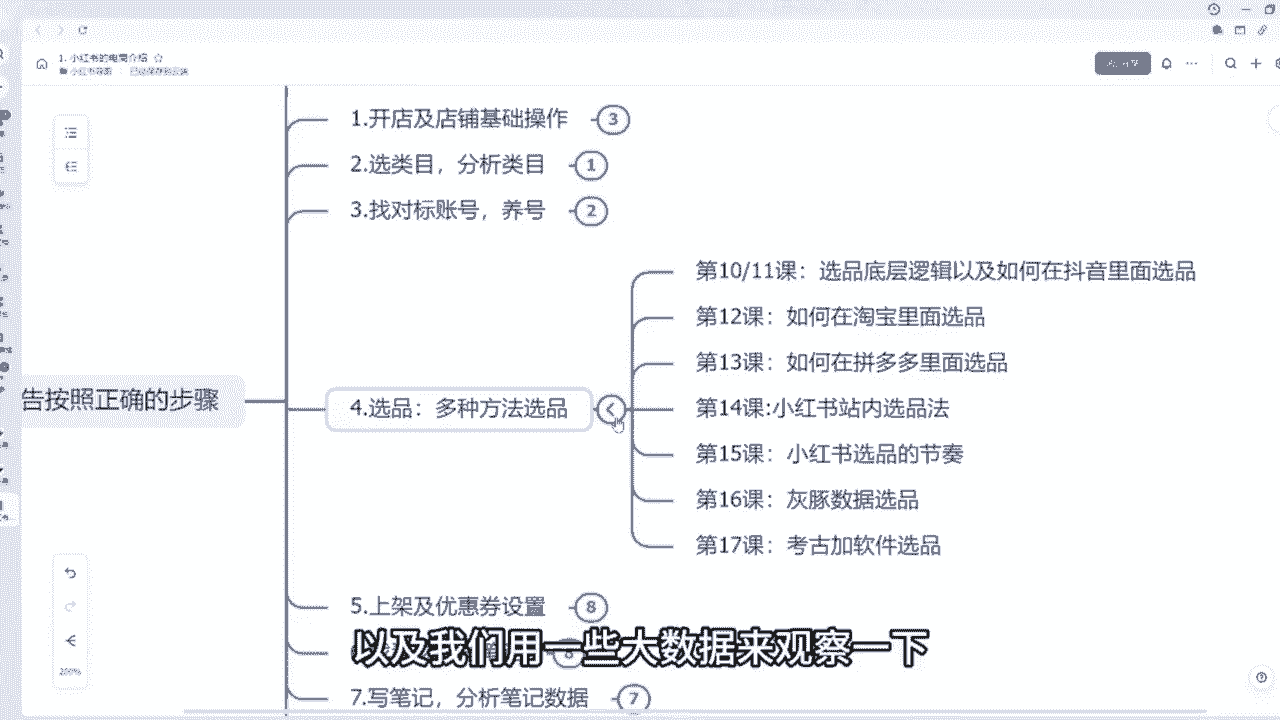 1. 小红书的电商介绍
小红书导图
1.开店及店铺基础操作 3
2.选类目，分析类目 1
3.找对标账号，养号 2
第10/11课：选品底层逻辑以及如何在抖音里面选品
第12课：如何在淘宝里面选品
第13课：如何在拼多多里面选品
告按照正确的步骤
4.选品：多种方法选品
第14课:小红书站内选品法
第15课：小红书选品的节奏
第16课：灰豚数据选品
第17课：考古加软件选品
5.上架及优惠券设置 8
以及我们用一些大数据来观察一下
7.写笔记，分析笔记数据 7
200%